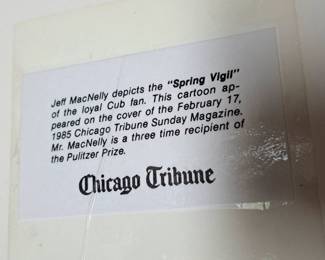 Jeff MacNelly depicts the "Spring Vigil"
of the loyal Cub fan. This cartoon ap-
peared on the cover of the February 17,
1985 Chicago Tribune Sunday Magazine.
Mr. MacNelly is a three time recipient of
the Pulitzer Prize.
Chicago Tribune